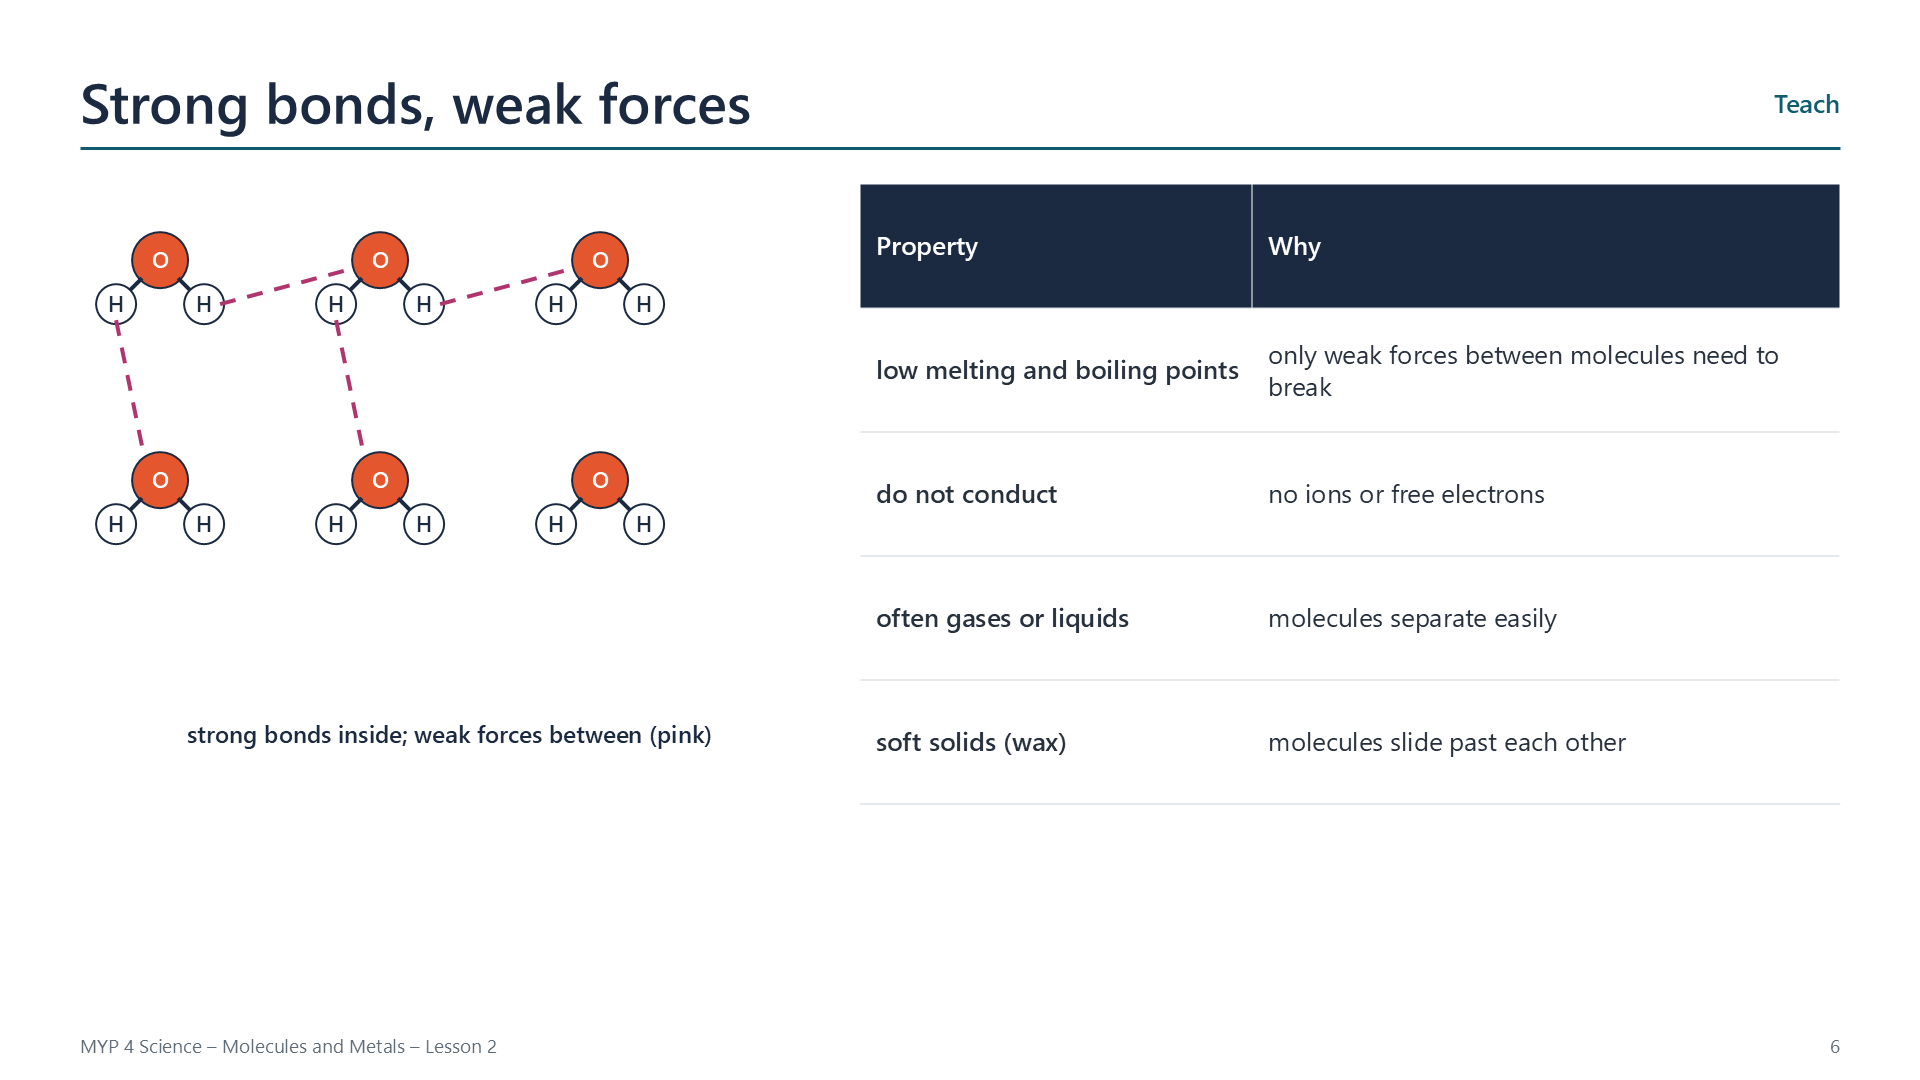 Strong bonds, weak forces
Teach
O O O
H H H H H H
O O O
H H H H H H
strong bonds inside; weak forces between (pink)
Property Why
low melting and boiling points only weak forces between molecules need to
break
do not conduct no ions or free electrons
often gases or liquids molecules separate easily
soft solids (wax) molecules slide past each other
MYP 4 Science – Molecules and Metals – Lesson 2
6